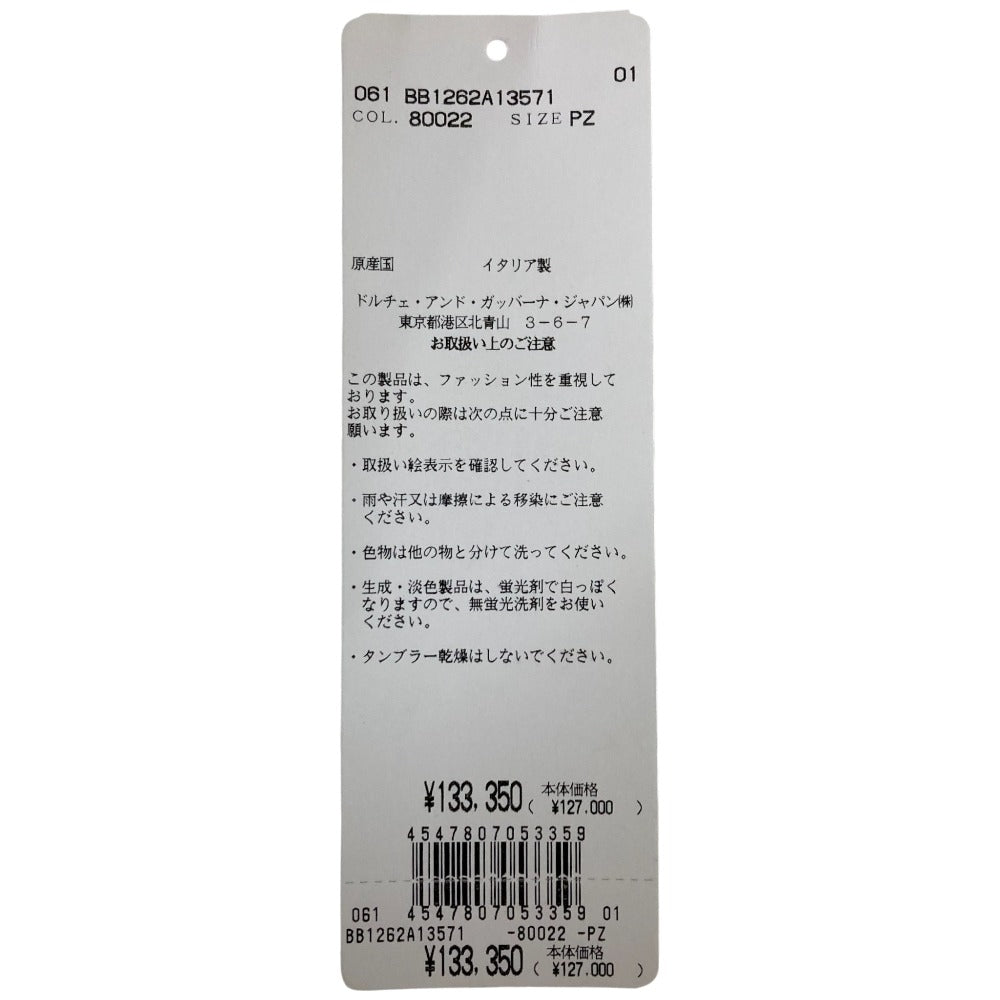 01
061 BB1262A13571
COL. 80022 SIZE PZ
原産国 イタリア製
ドルチェ・アンド・ガッバーナ・ジャパン㈱
東京都港区北青山 3-6-7
お取扱い上のご注意
この製品は、ファッション性を重視して
おります。
お取り扱いの際は次の点に十分ご注意
願います。
・取扱い絵表示を確認してください。
・雨や汗又は摩擦による移染にご注意
ください。
・色物は他の物と分けて洗ってください。
・生成・淡色製品は、蛍光剤で白っぽく
なりますので、無蛍光洗剤をお使い
ください。
・タンブラー乾燥はしないでください。
¥133,350 本体価格
( ¥127.000 )
4547807053359
061 4547807053359 01
BB1262A13571 -80022 -PZ
¥133,350 本体価格
( ¥127.000 )